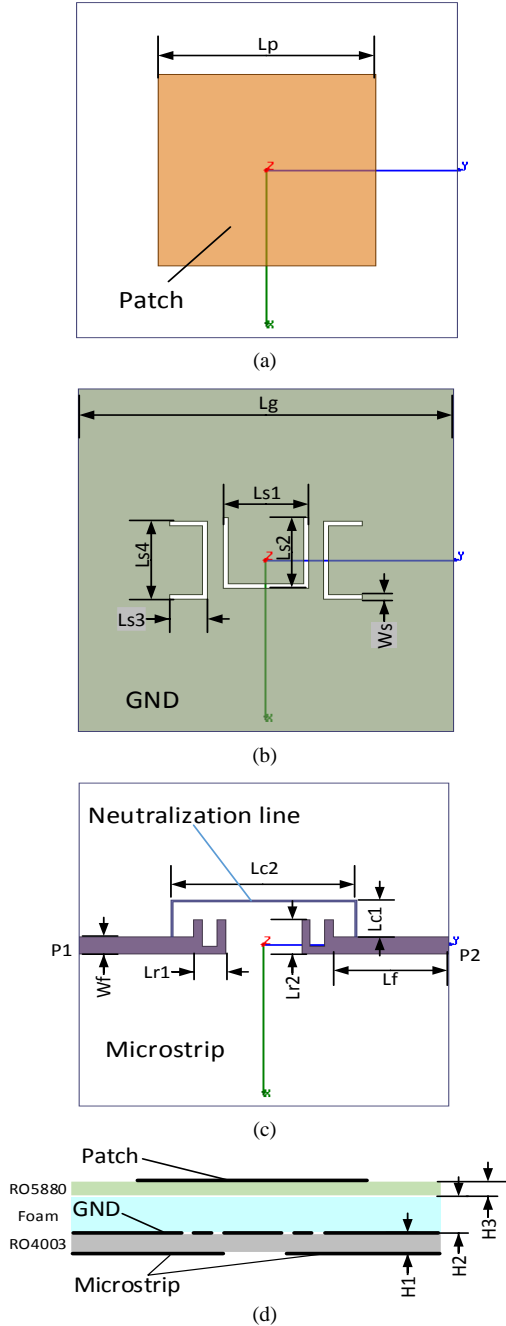 Lp
Z
Y
Patch
X
(a)
Lg
Ls1
Ls4
Ls2
Z
Y
Ls3
Ws
GND
X
(b)
Neutralization line
Lc2
Lc1
P1
Z
Y
P2
Wf
Lr1
Lr2
Lf
Microstrip
X
(c)
Patch
RO5880
Foam
GND
RO4003
H3
H2
H1
Microstrip
(d)